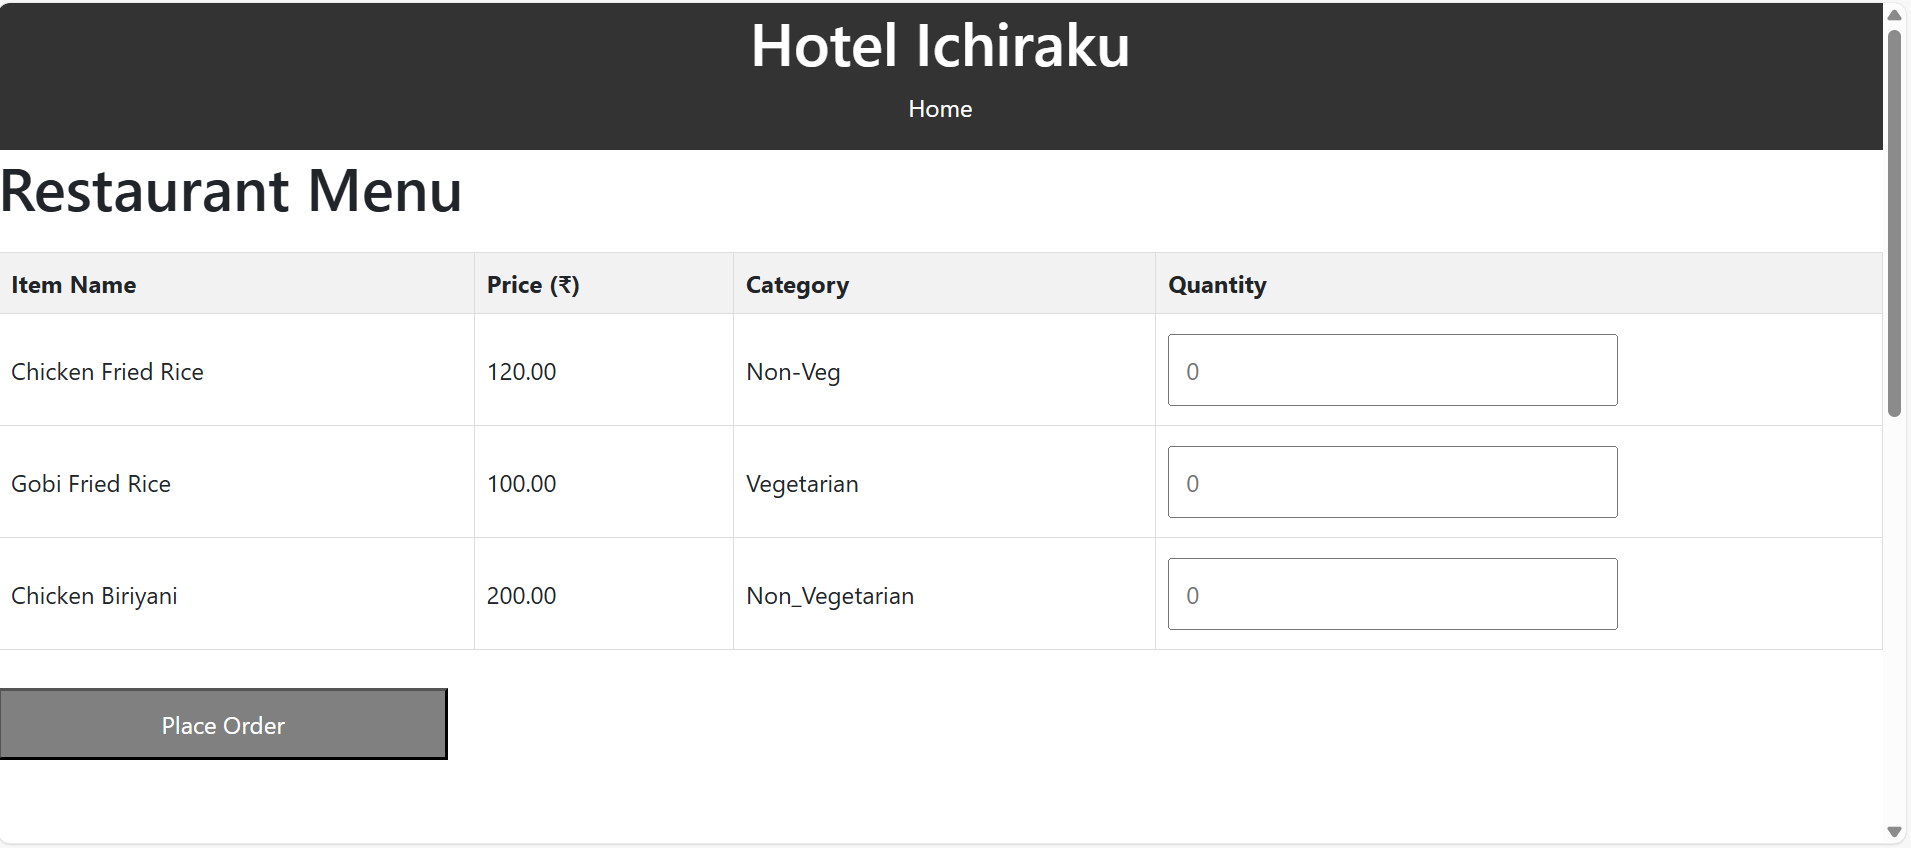 Hotel Ichiraku
Home
Restaurant Menu
Item Name Price (₹) Category Quantity
Chicken Fried Rice 120.00 Non-Veg 0
Gobi Fried Rice 100.00 Vegetarian 0
Chicken Biriyani 200.00 Non_Vegetarian 0
Place Order